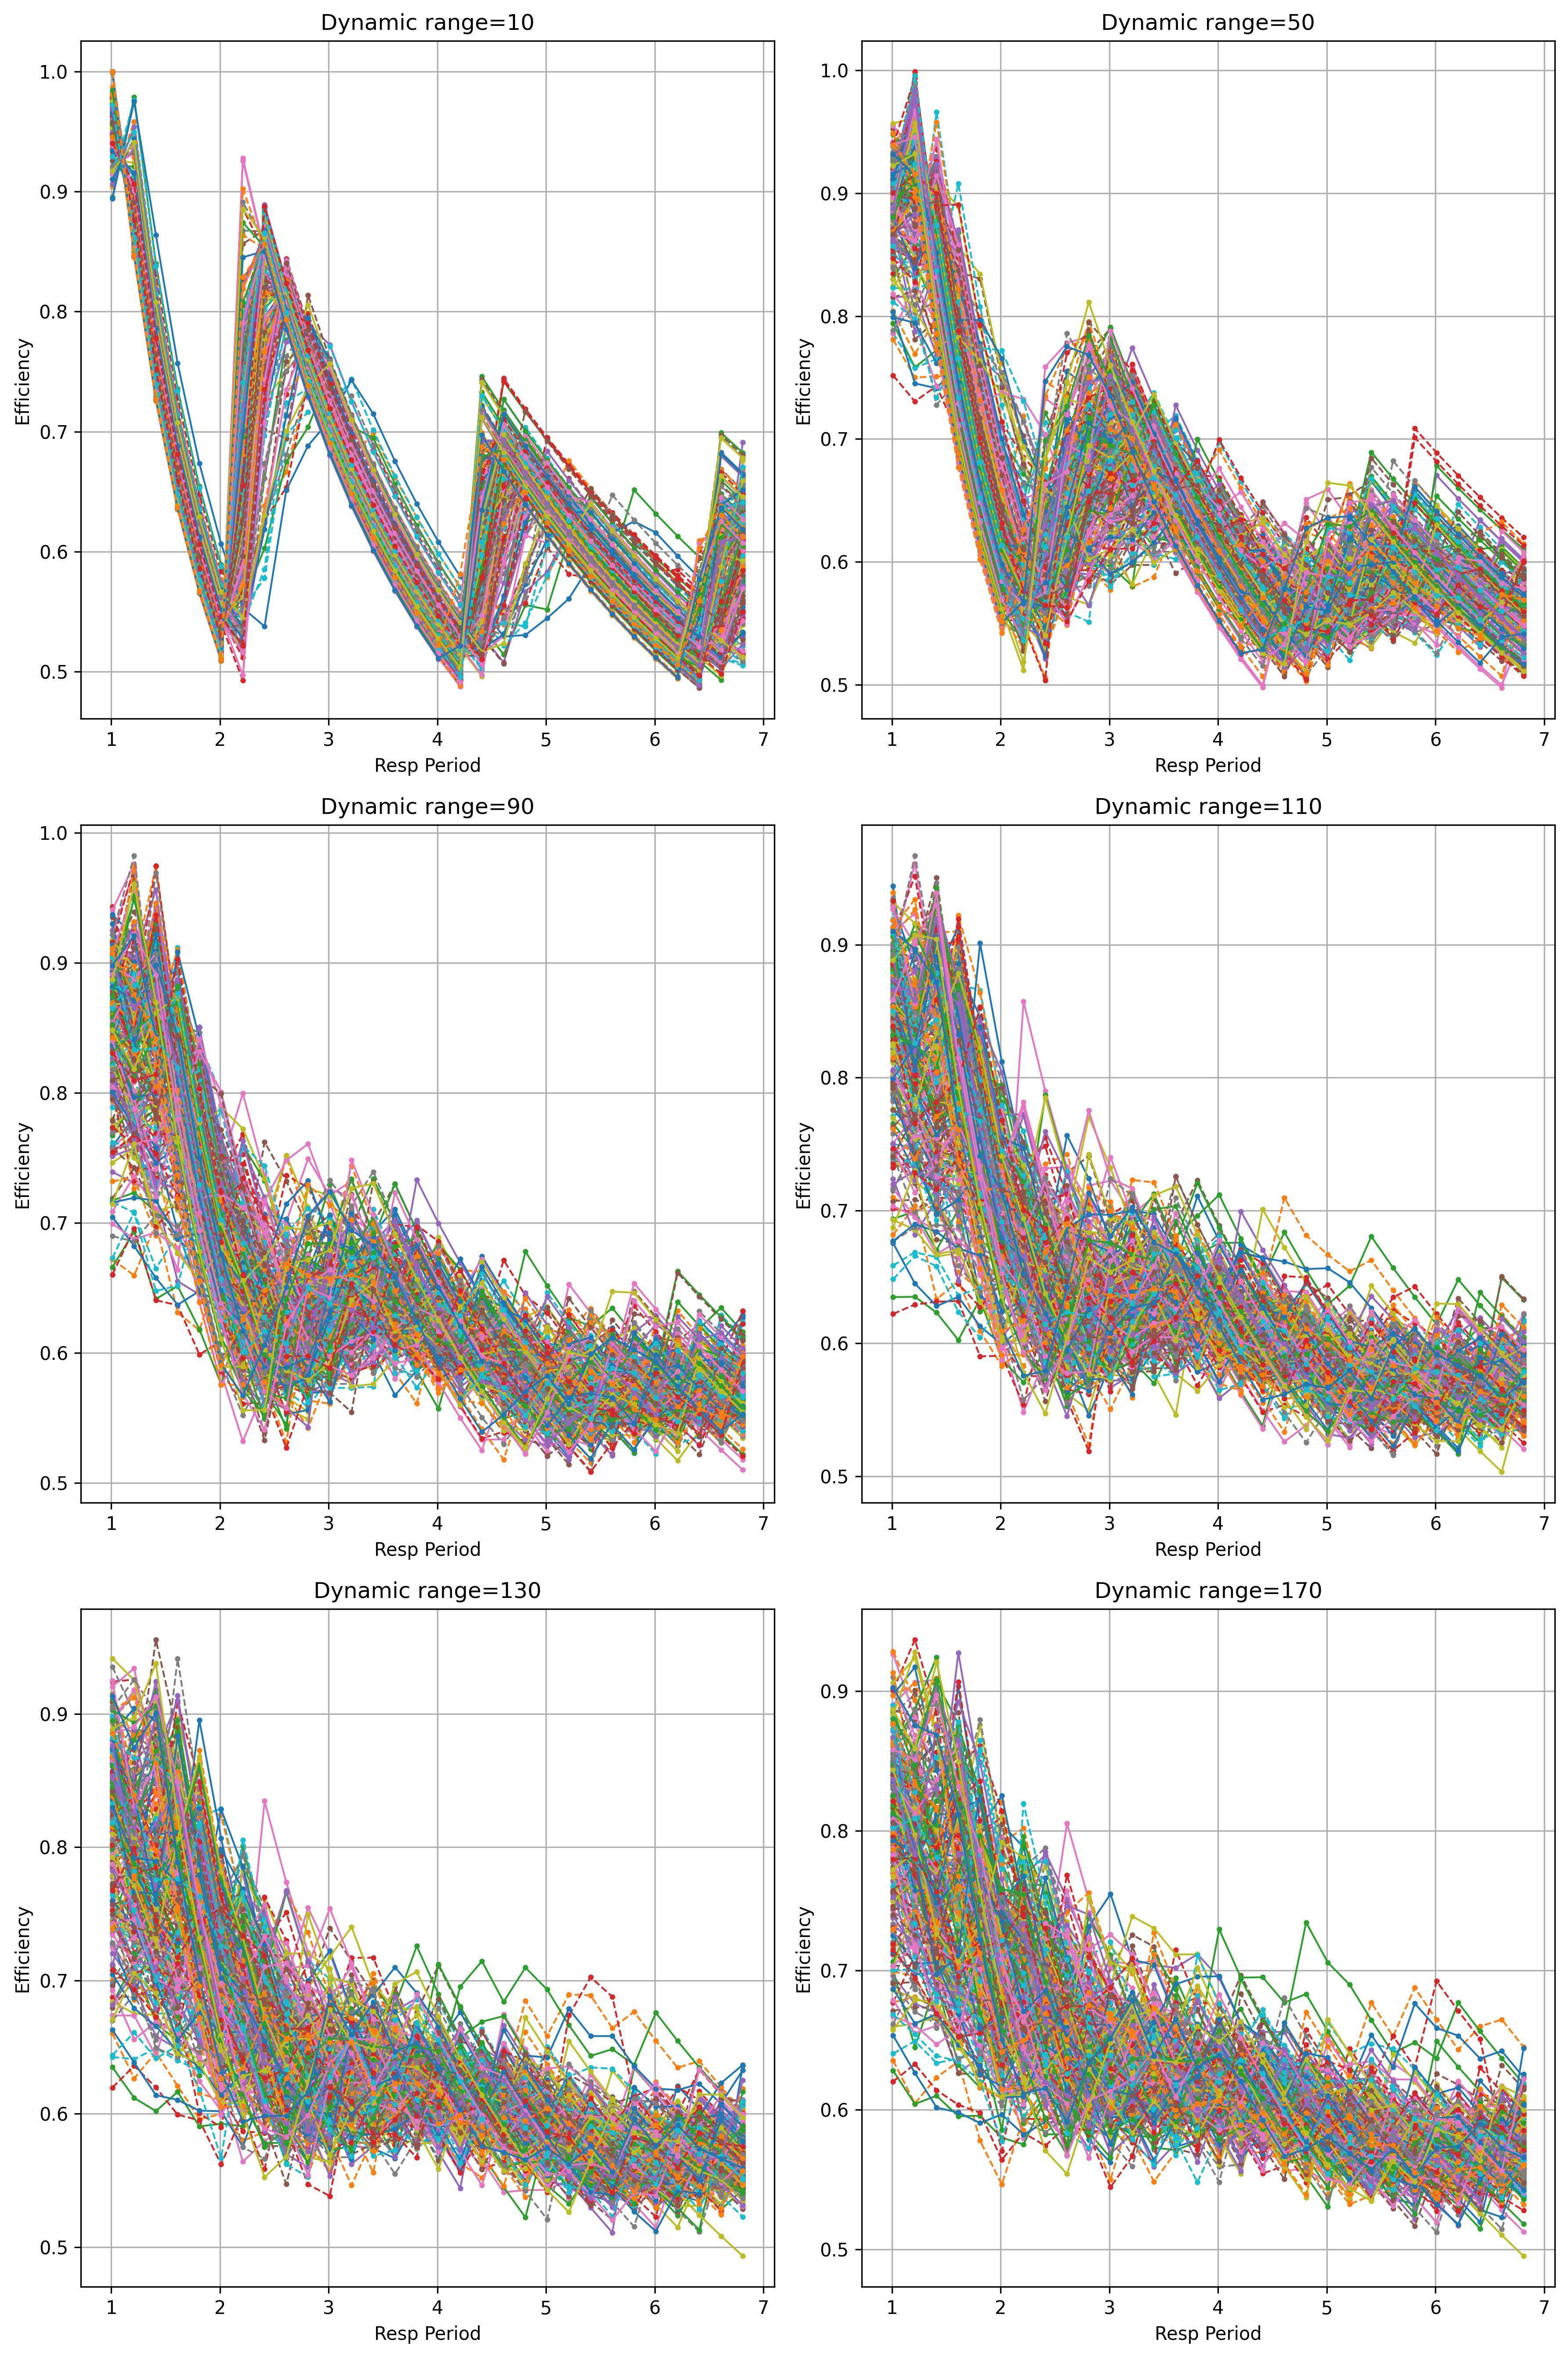 Dynamic range=10
Efficiency
1.0
0.9
0.8
0.7
0.6
0.5
1 2 3 4 5 6 7
Resp Period
Dynamic range=50
Efficiency
1.0
0.9
0.8
0.7
0.6
0.5
1 2 3 4 5 6 7
Resp Period
Dynamic range=90
Efficiency
1.0
0.9
0.8
0.7
0.6
0.5
1 2 3 4 5 6 7
Resp Period
Dynamic range=110
Efficiency
0.9
0.8
0.7
0.6
0.5
1 2 3 4 5 6 7
Resp Period
Dynamic range=130
Efficiency
0.9
0.8
0.7
0.6
0.5
1 2 3 4 5 6 7
Resp Period
Dynamic range=170
Efficiency
0.9
0.8
0.7
0.6
0.5
1 2 3 4 5 6 7
Resp Period